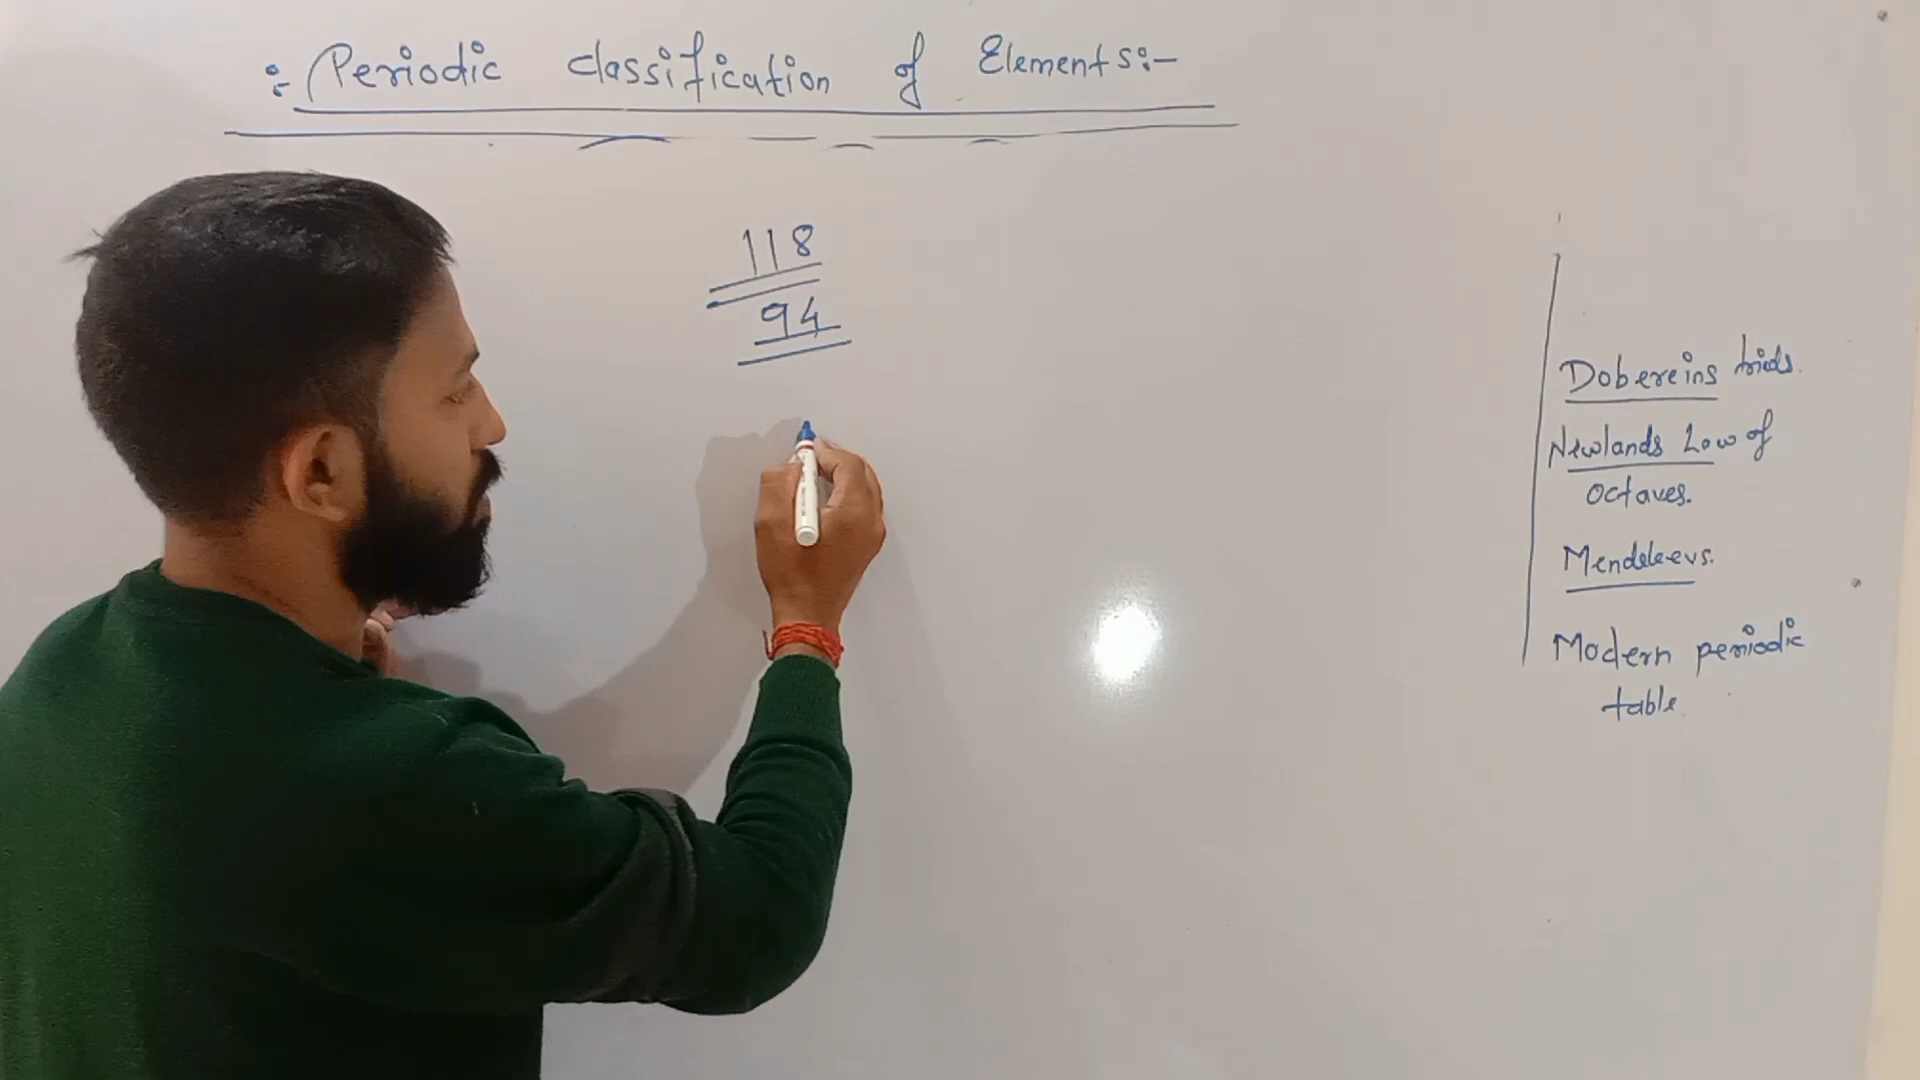 :- Periodic classification of Elements:-
118
94
Dobereins triads.
Newlands Law of
Octaves.
Mendeleevs.
Modern periodic
table